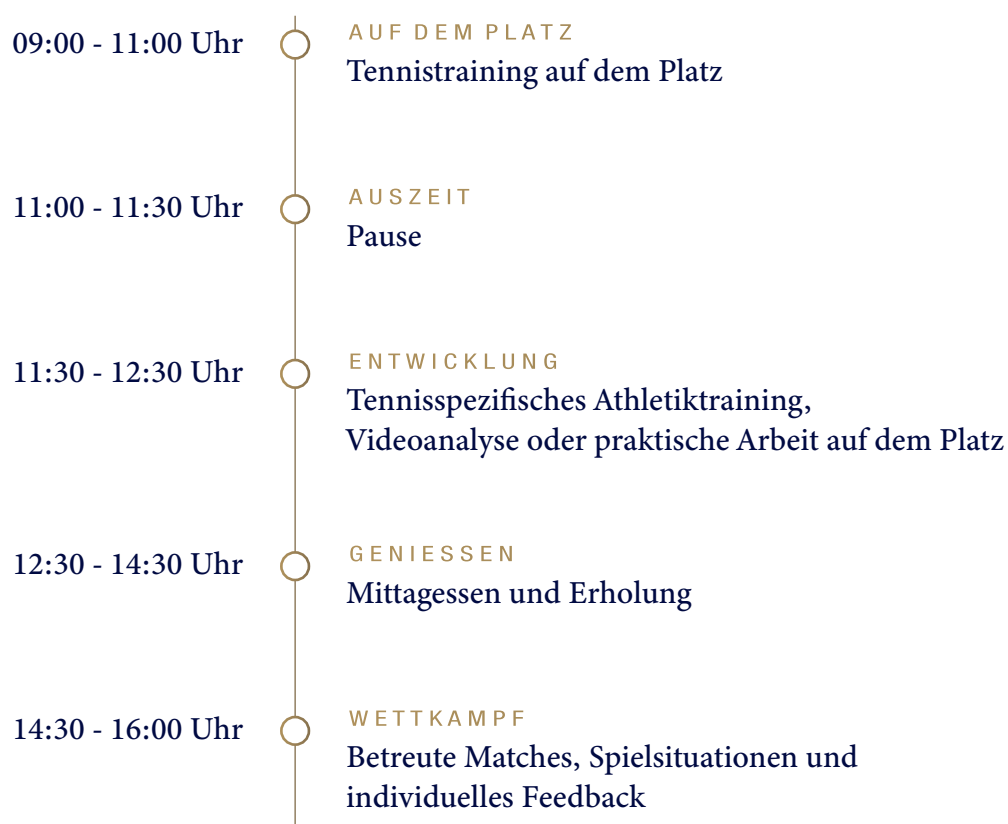 09:00 - 11:00 Uhr
AUF DEM PLATZ
Tennistraining auf dem Platz
11:00 - 11:30 Uhr
AUSZEIT
Pause
11:30 - 12:30 Uhr
ENTWICKLUNG
Tennisspezifisches Athletiktraining,
Videoanalyse oder praktische Arbeit auf dem Platz
12:30 - 14:30 Uhr
GENIESSEN
Mittagessen und Erholung
14:30 - 16:00 Uhr
WETTKAMPF
Betreute Matches, Spielsituationen und
individuelles Feedback